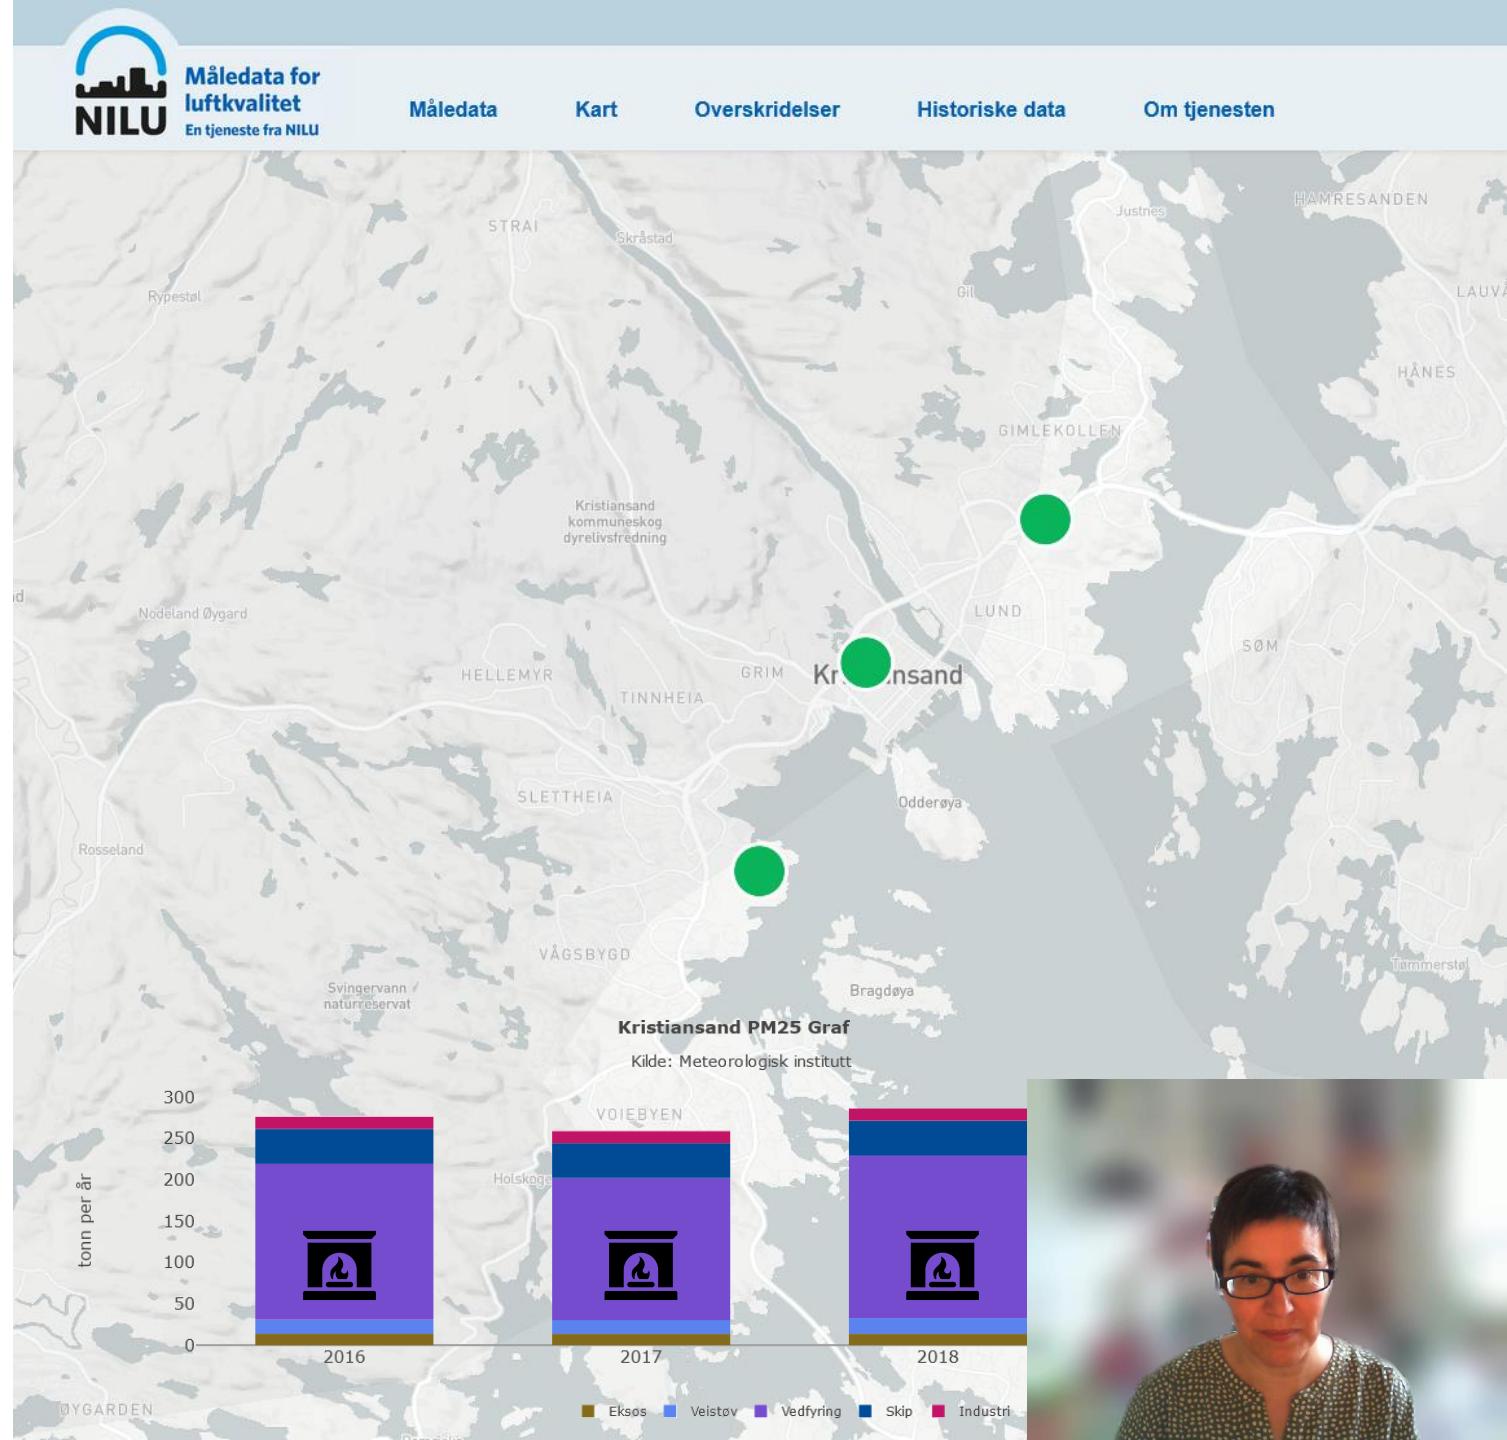 Måledata for
luftkvalitet
En tjeneste fra NILU
NILU
Måledata
Kart
Overskridelser
Historiske data
Om tjenesten
HAMRESANDEN
Justnes
STRAI
Skråstad
Rypestøl
Gil
HÅNES
GIMLEKOLLEN
Kristiansand
kommuneskog
dyrelivsfredning
Nodeland Øygard
LUND
SØM
HELLEMYR
GRIM
TINNHEIA
SLETTHEIA
Odderøya
Rosseland
VÅGSBYGD
Svingervann
naturreservat
Bragdøya
Tømmerstøl
Kristiansand PM25 Graf
Kilde: Meteorologisk institutt
VOIEBYEN
tonn per år
300
250
200
150
100
50
0
2016
2017
2018
Eksos
Veistøv
Vedfyring
Skip
Industri
ØYGARDEN